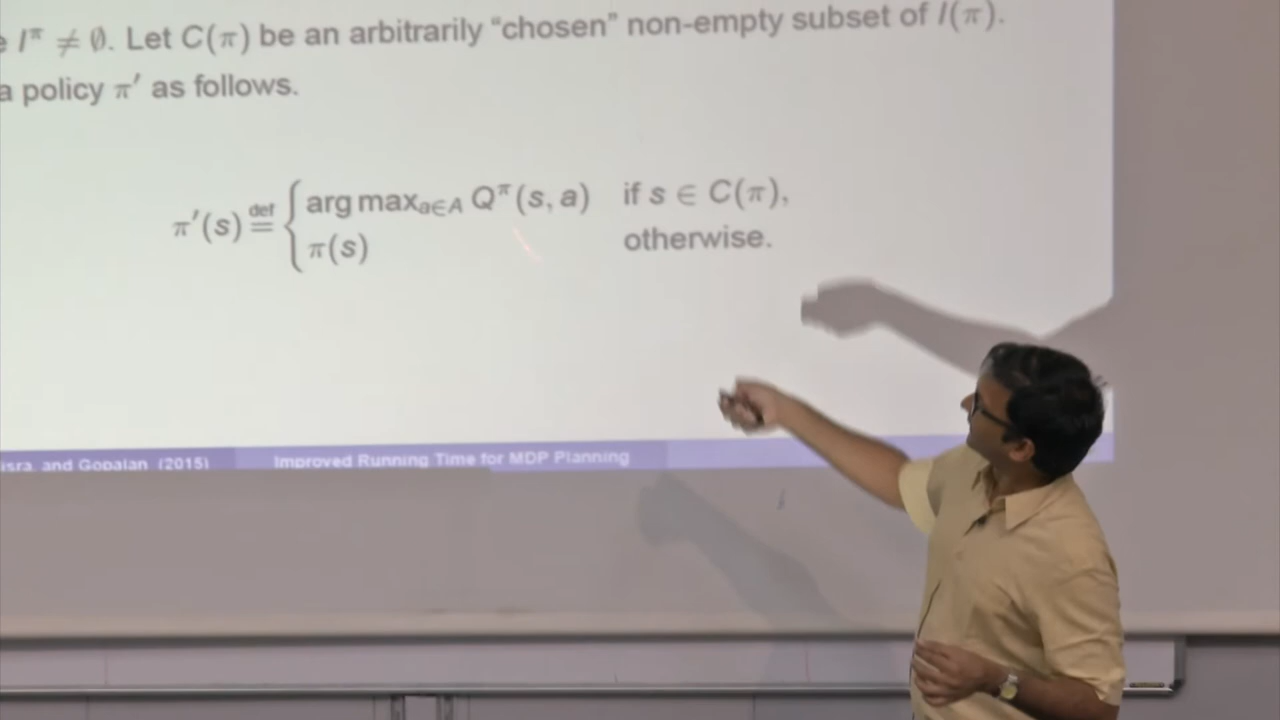 I^π ≠ ∅. Let C(π) be an arbitrarily “chosen” non-empty subset of I(π).
a policy π′ as follows.
π′(s) def= { arg max_{a∈A} Q^π(s, a) if s ∈ C(π),
π(s) otherwise.
and Gopalan (2015) Improved Running Time for MDP Planning